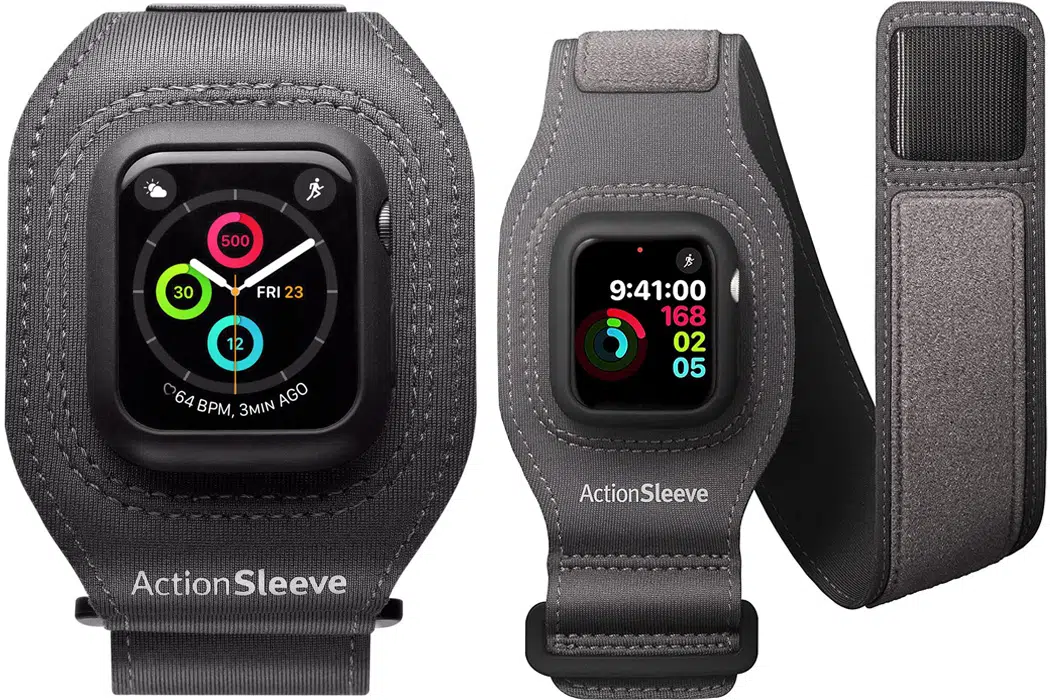 500
30
FRI 23
12
64 BPM, 3MIN AGO
ActionSleeve
9:41:00
168
02
05
ActionSleeve